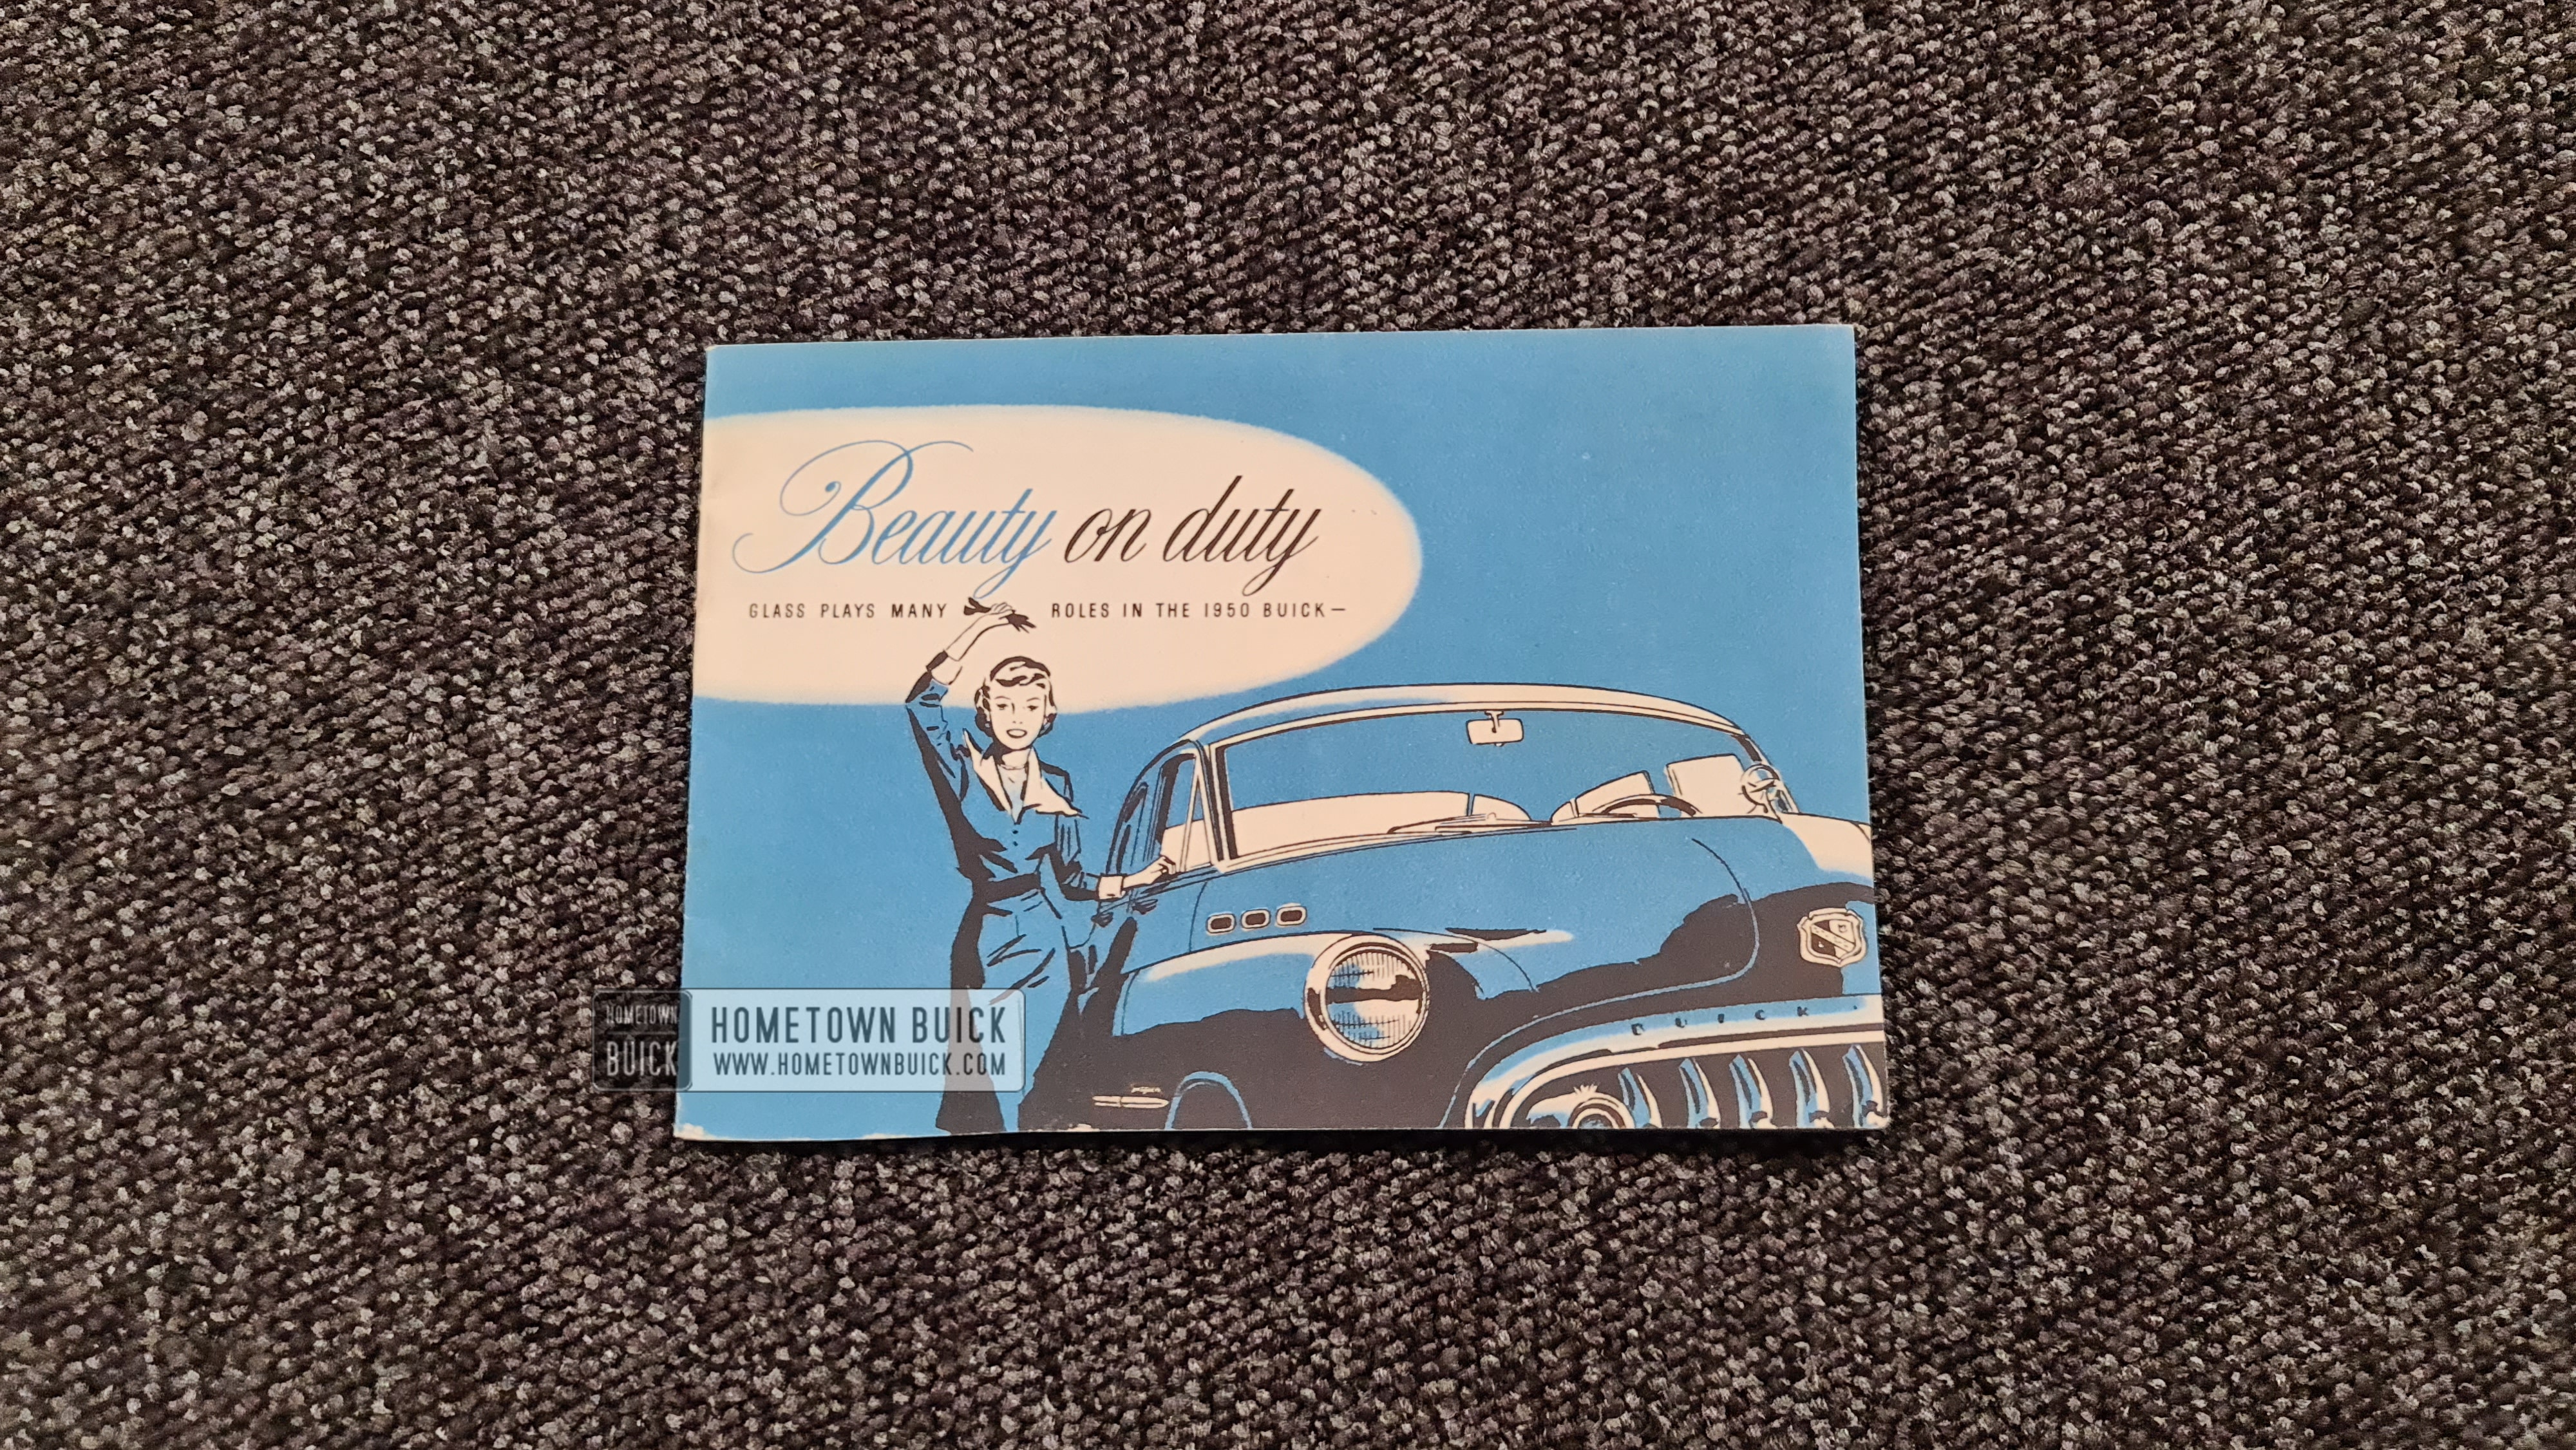 Beauty on duty
GLASS PLAYS MANY ROLES IN THE 1950 BUICK—
BUICK
HOMETOWN
BUICK
HOMETOWN BUICK
WWW.HOMETOWNBUICK.COM